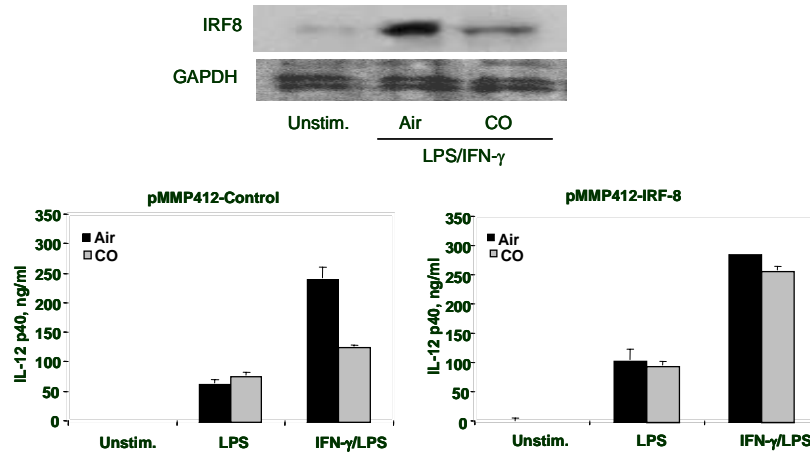 IRF8
GAPDH
Unstim. Air CO
LPS/IFN-γ
pMMP412-Control
350
300
250
200
150
100
50
0
IL-12 p40, ng/ml
Air
CO
Unstim. LPS IFN-γ/LPS
pMMP412-IRF-8
350
300
250
200
150
100
50
0
IL-12 p40, ng/ml
Air
CO
Unstim. LPS IFN-γ/LPS